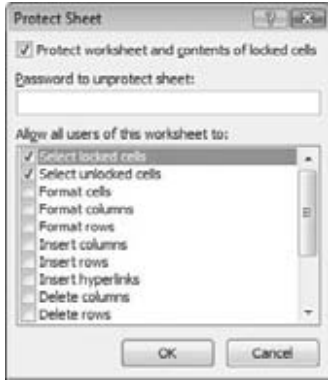 Protect Sheet
Protect worksheet and contents of locked cells
Password to unprotect sheet:
Allow all users of this worksheet to:
Select locked cells
Select unlocked cells
Format cells
Format columns
Format rows
Insert columns
Insert rows
Insert hyperlinks
Delete columns
Delete rows
OK
Cancel